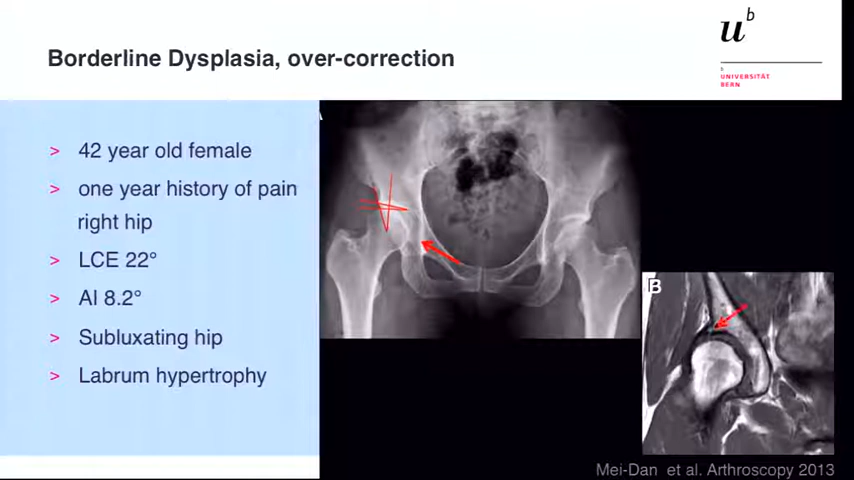 u^b
Borderline Dysplasia, over-correction
b
UNIVERSITÄT
BERN
> 42 year old female
> one year history of pain
right hip
> LCE 22°
> AI 8.2°
> Subluxating hip
> Labrum hypertrophy
B
Mei-Dan et al. Arthroscopy 2013